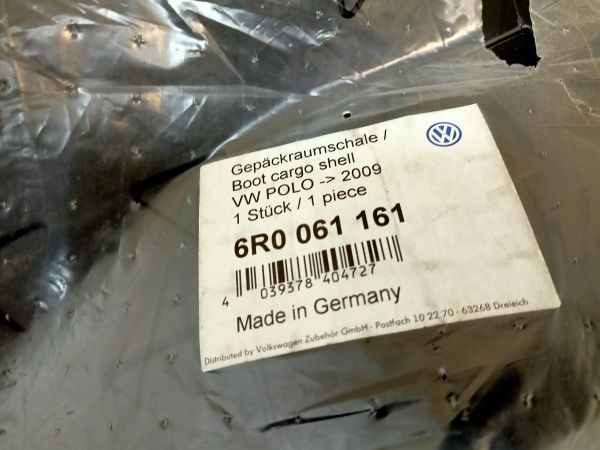 Gepäckraumschale /
Boot cargo shell
VW POLO -> 2009
1 Stück / 1 piece
6R0 061 161
4 039378 404727
Made in Germany
Distributed by Volkswagen Zubehör GmbH · Postfach 10 22 70 · 63268 Dreieich